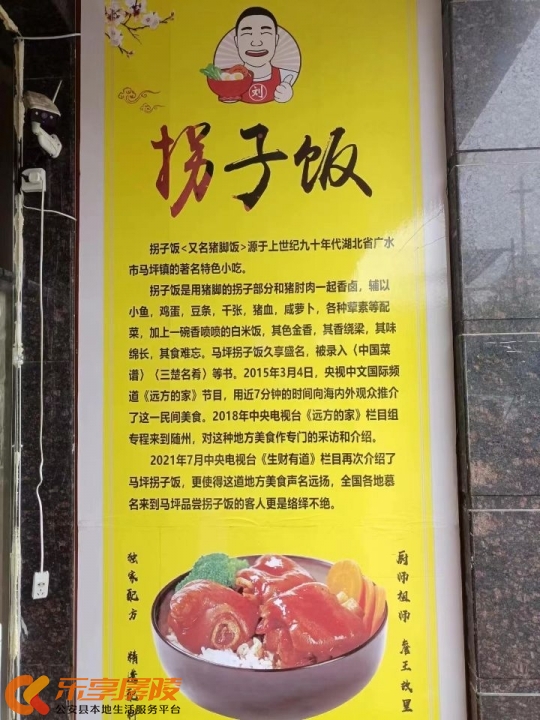 刘
拐子饭
拐子饭<又名猪脚饭>源于上世纪九十年代湖北省广水
市马坪镇的著名特色小吃。
拐子饭是用猪脚的拐子部分和猪肘肉一起香卤，辅以
小鱼，鸡蛋，豆条，千张，猪血，咸萝卜，各种荤素等配
菜，加上一碗香喷喷的白米饭，其色金香，其香绕梁，其味
绵长，其食难忘。马坪拐子饭久享盛名，被录入〈中国菜
谱〉〈三楚名肴〉等书。2015年3月4日，央视中文国际频
道《远方的家》节目，用近7分钟的时间向海内外观众推介
了这一民间美食。2018年中央电视台《远方的家》栏目组
专程来到随州，对这种地方美食作专门的采访和介绍。
2021年7月中央电视台《生财有道》栏目再次介绍了
马坪拐子饭，更使得这道地方美食声名远扬，全国各地慕
名来到马坪品尝拐子饭的客人更是络绎不绝。
独家配方 精
厨师祖师 詹王故里
乐享孱陵
公安县本地生活服务平台